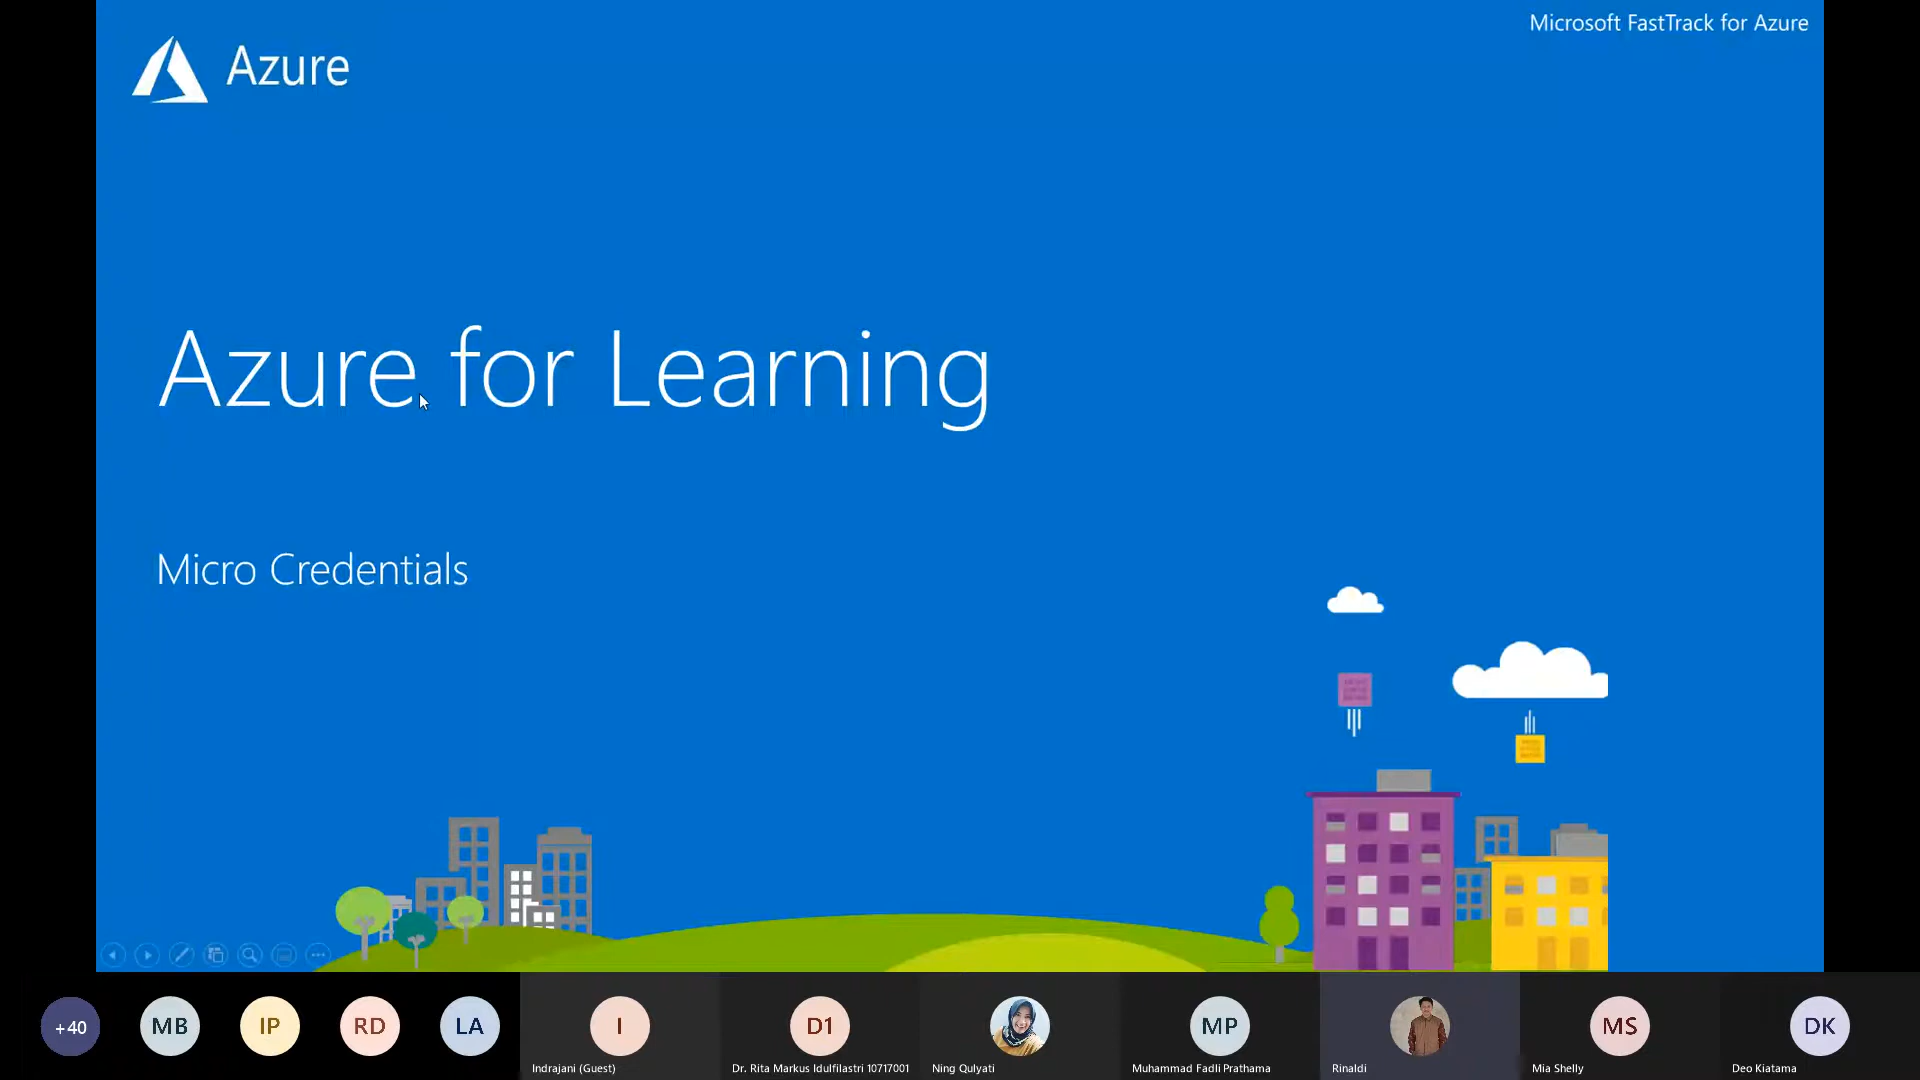 Microsoft FastTrack for Azure
Azure
Azure for Learning
Micro Credentials
+40
MB
IP
RD
LA
I
D1
MP
MS
DK
Indrajani (Guest)
Dr. Rita Markus Idulfilastri 10717001
Ning Qulyati
Muhammad Fadli Prathama
Rinaldi
Mia Shelly
Deo Kiatama